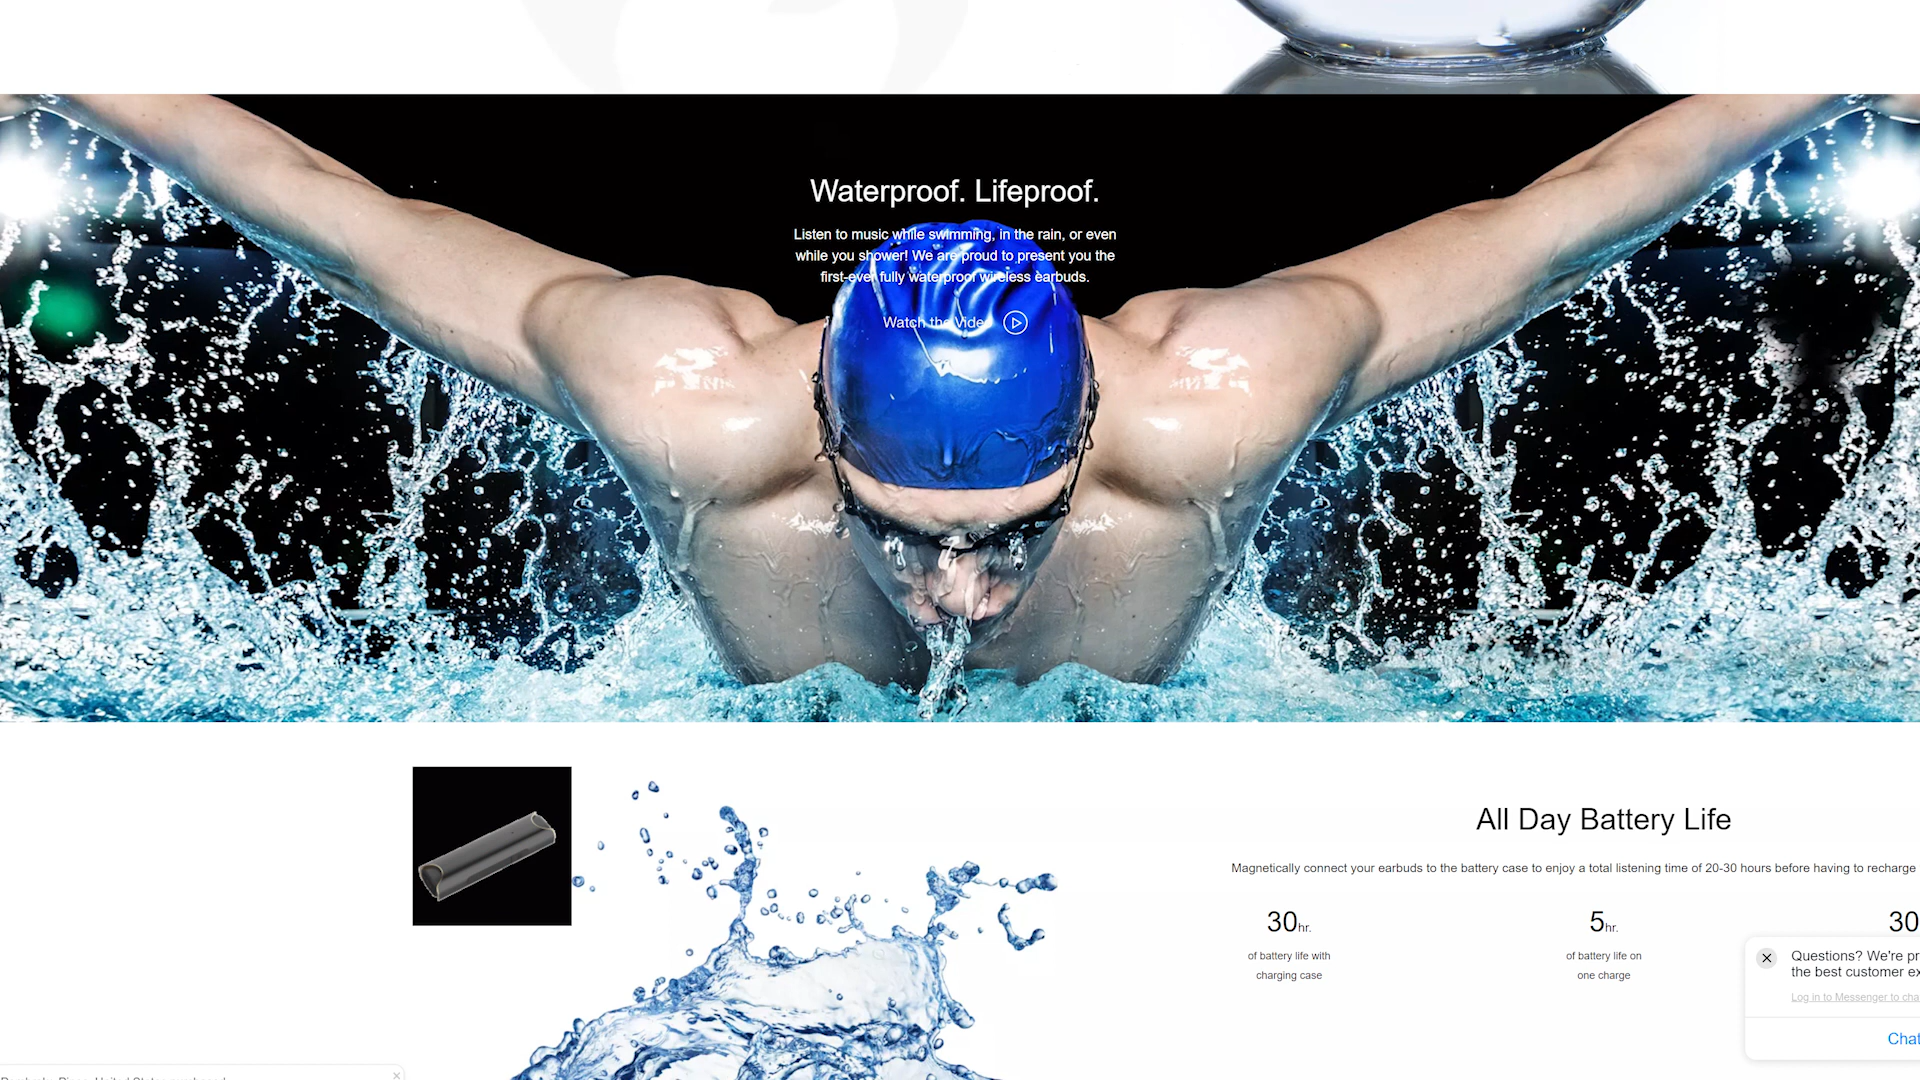 Waterproof. Lifeproof.
Listen to music while swimming, in the rain, or even
while you shower! We are proud to present you the
first-ever fully waterproof wireless earbuds.
Watch the Video
All Day Battery Life
Magnetically connect your earbuds to the battery case to enjoy a total listening time of 20-30 hours before having to recharge
30hr.
of battery life with
charging case
5hr.
of battery life on
one charge
30
Questions? We're pr
the best customer ex
Log in to Messenger to cha
Chat